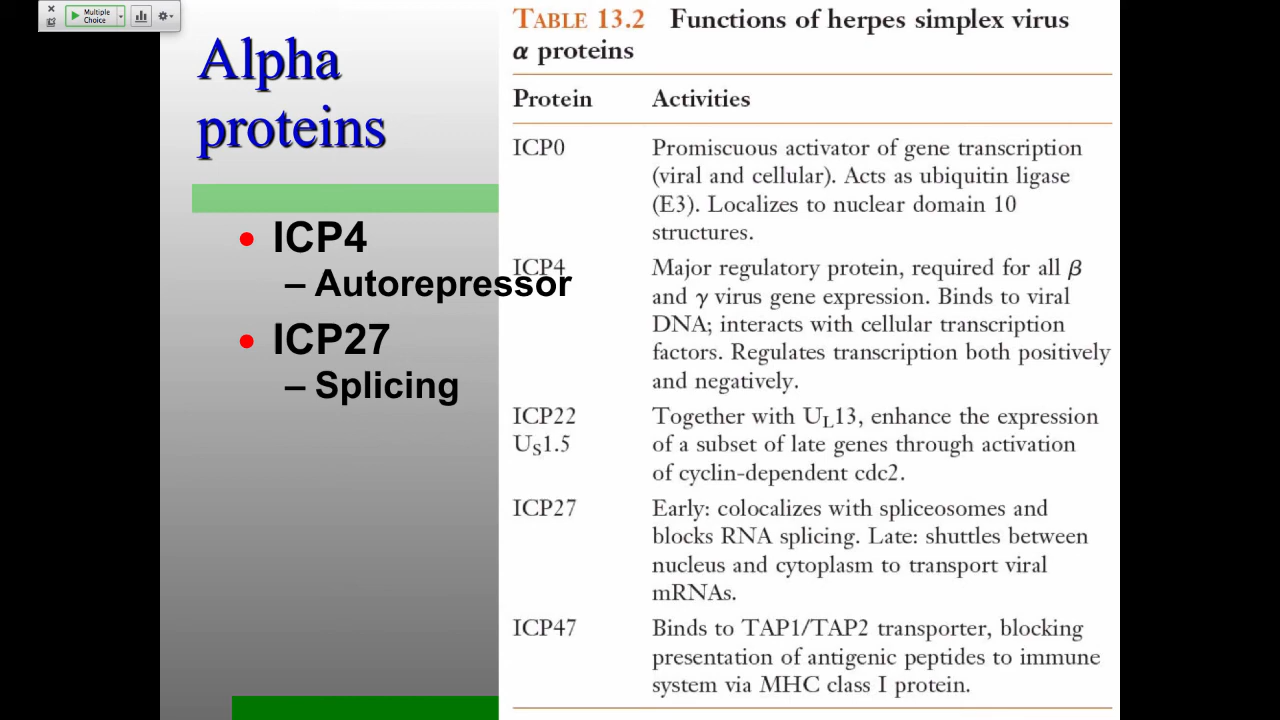 Multiple
Choice
Alpha
proteins
• ICP4
– Autorepressor
• ICP27
– Splicing
TABLE 13.2 Functions of herpes simplex virus
α proteins
Protein Activities
ICP0 Promiscuous activator of gene transcription
(viral and cellular). Acts as ubiquitin ligase
(E3). Localizes to nuclear domain 10
structures.
ICP4 Major regulatory protein, required for all β
and γ virus gene expression. Binds to viral
DNA; interacts with cellular transcription
factors. Regulates transcription both positively
and negatively.
ICP22 Together with UL13, enhance the expression
US1.5 of a subset of late genes through activation
of cyclin-dependent cdc2.
ICP27 Early: colocalizes with spliceosomes and
blocks RNA splicing. Late: shuttles between
nucleus and cytoplasm to transport viral
mRNAs.
ICP47 Binds to TAP1/TAP2 transporter, blocking
presentation of antigenic peptides to immune
system via MHC class I protein.